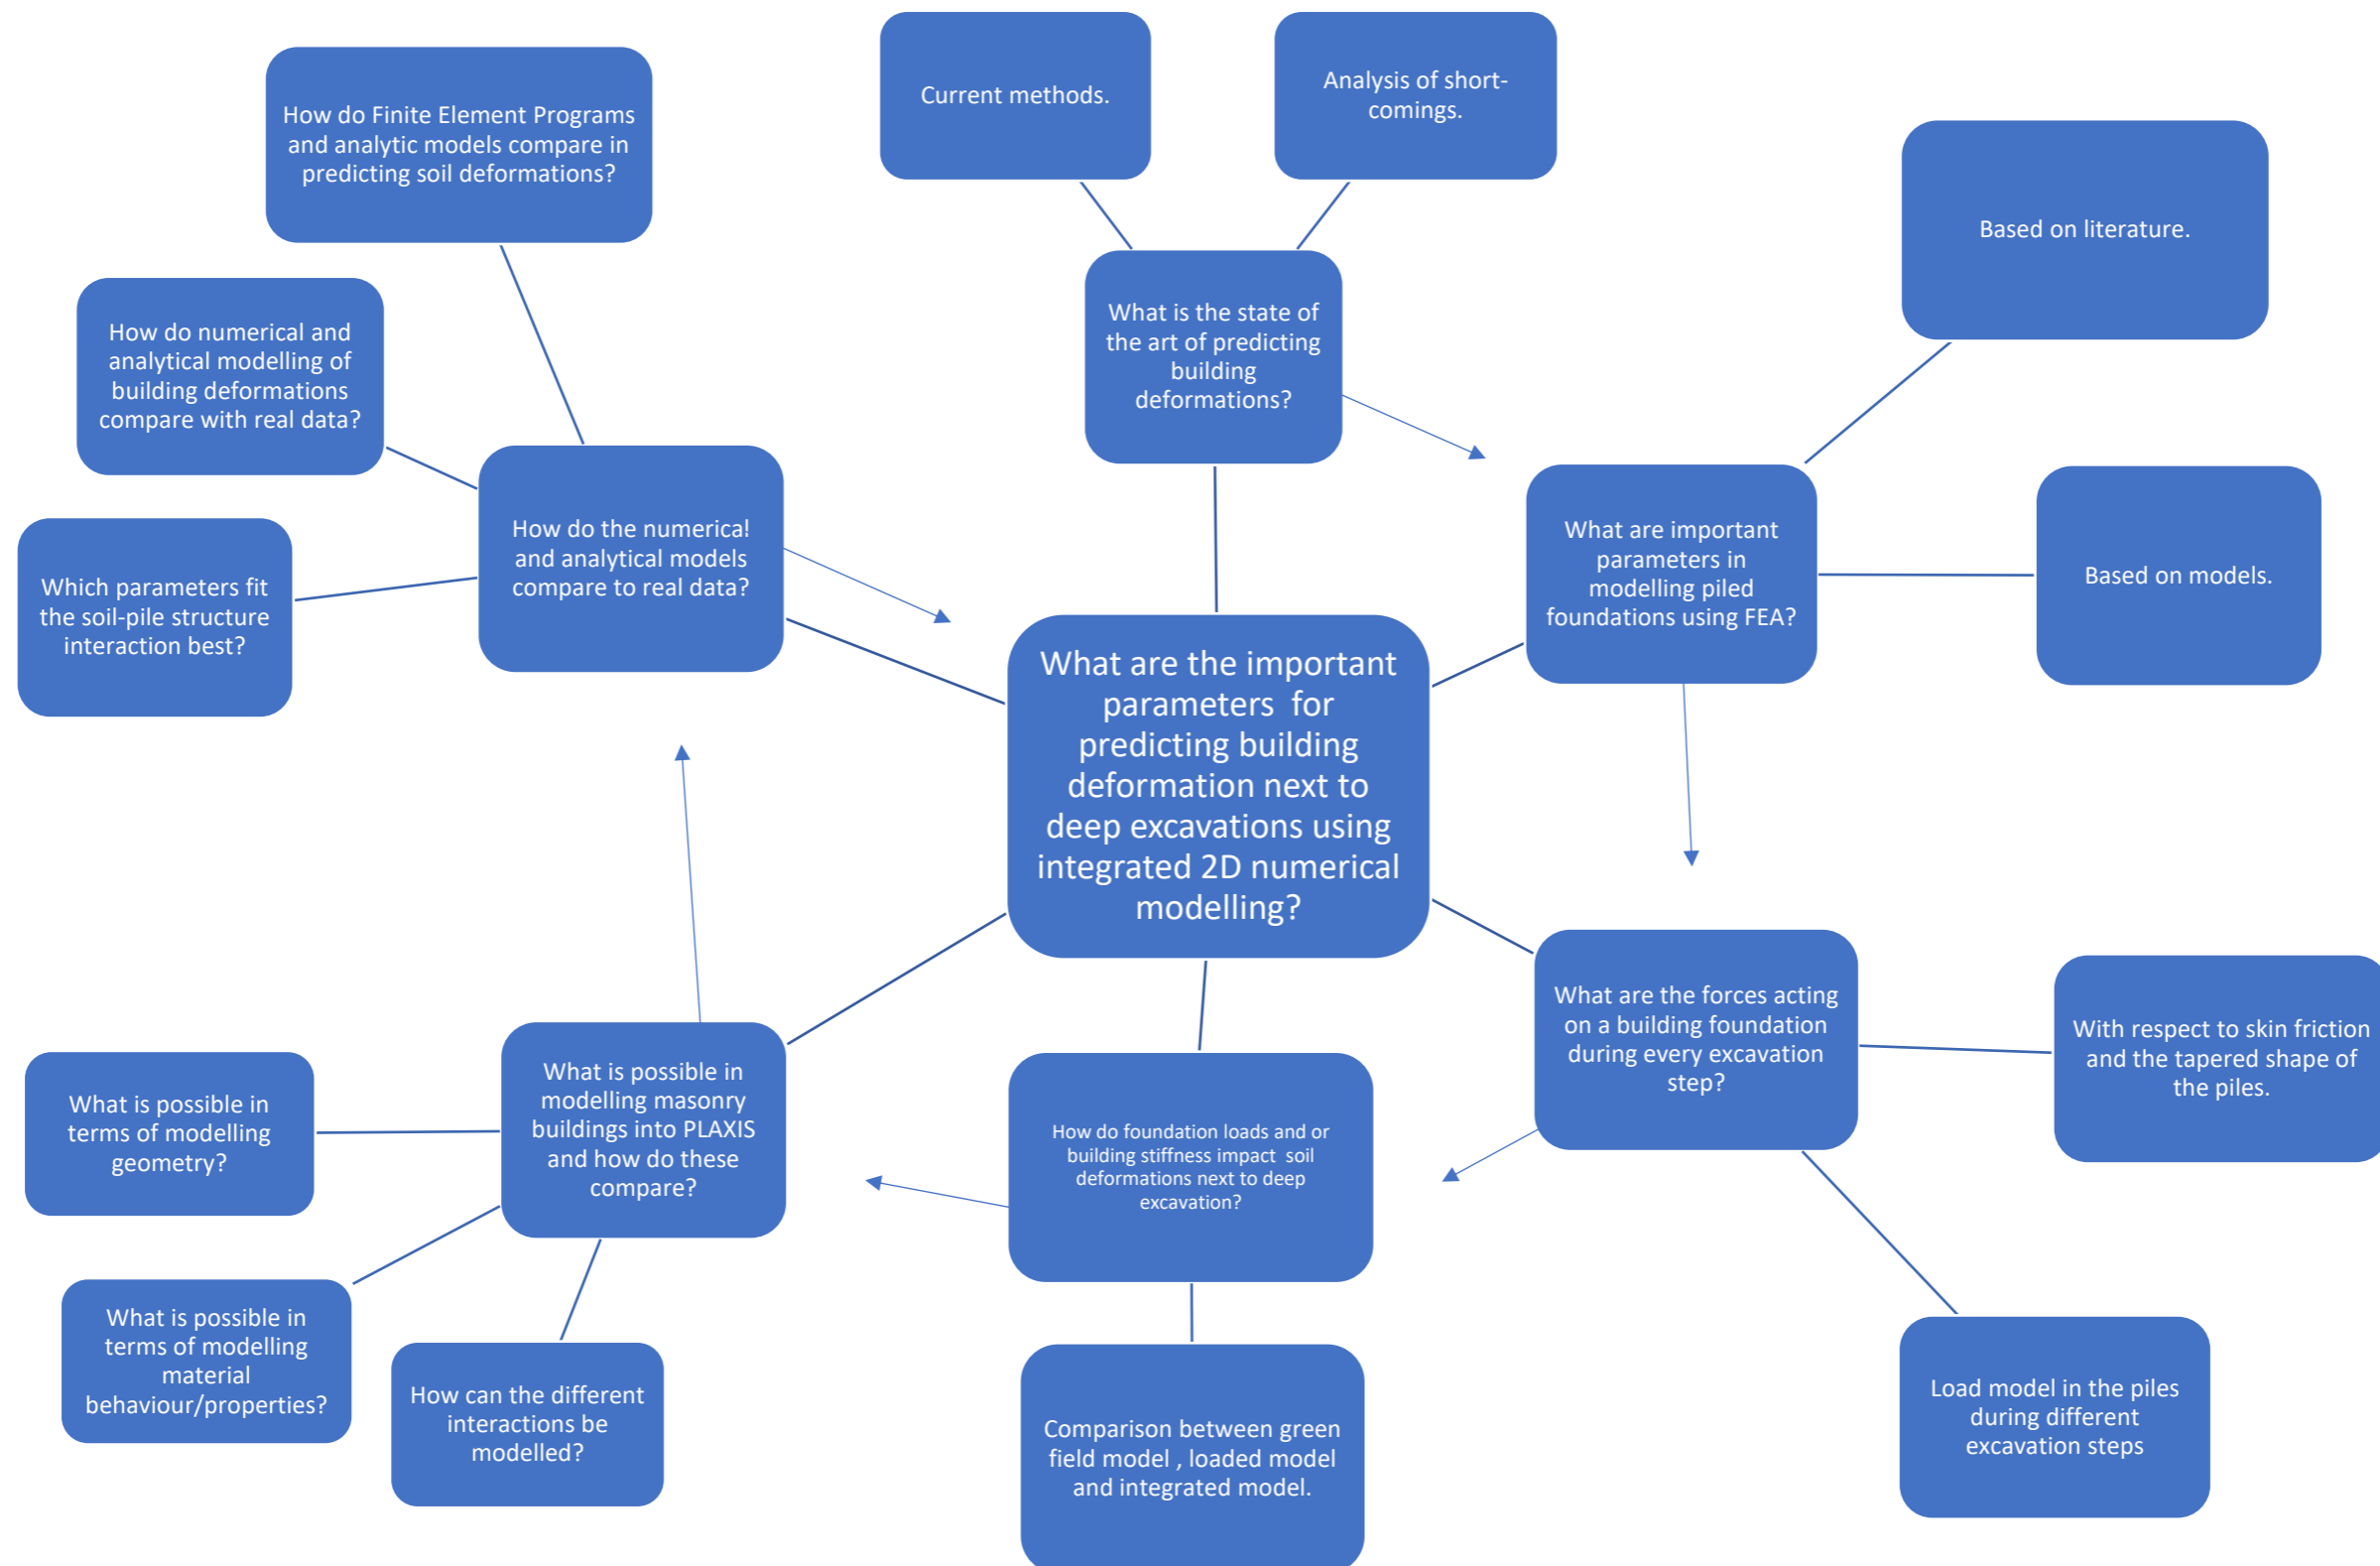 Current methods.
Analysis of short-
comings.
How do Finite Element Programs
and analytic models compare in
predicting soil deformations?
Based on literature.
How do numerical and
analytical modelling of
building deformations
compare with real data?
What is the state of
the art of predicting
building
deformations?
How do the numerical!
and analytical models
compare to real data?
What are important
parameters in
modelling piled
foundations using FEA?
Based on models.
Which parameters fit
the soil-pile structure
interaction best?
What are the important
parameters  for
predicting building
deformation next to
deep excavations using
integrated 2D numerical
modelling?
What are the forces acting
on a building foundation
during every excavation
step?
With respect to skin friction
and the tapered shape of
the piles.
What is possible in
terms of modelling
geometry?
What is possible in
modelling masonry
buildings into PLAXIS
and how do these
compare?
How do foundation loads and or
building stiffness impact  soil
deformations next to deep
excavation?
What is possible in
terms of modelling
material
behaviour/properties?
How can the different
interactions be
modelled?
Comparison between green
field model , loaded model
and integrated model.
Load model in the piles
during different
excavation steps